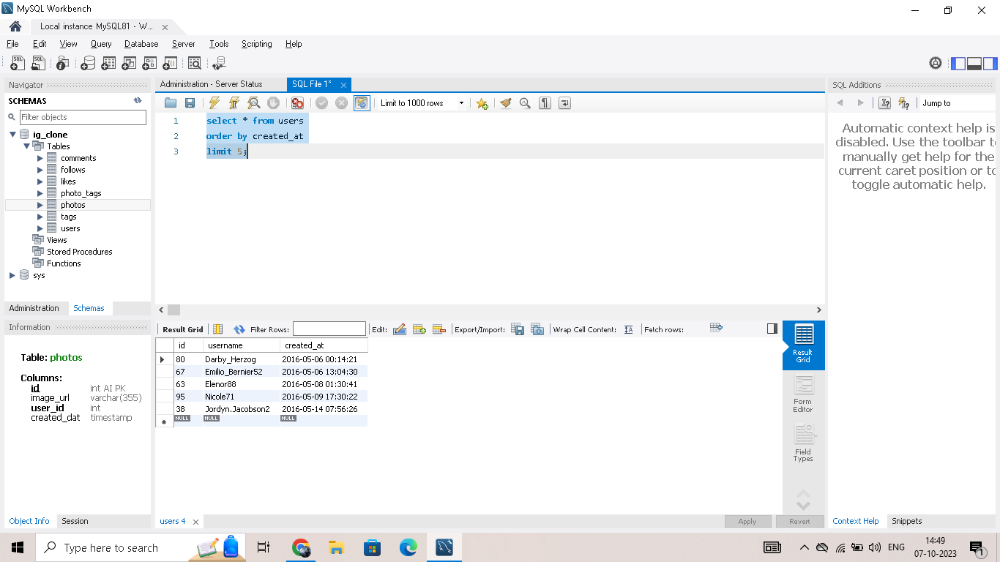 MySQL Workbench
Local instance MySQL81 - W... ×
File Edit View Query Database Server Tools Scripting Help
Navigator
SCHEMAS
Filter objects
ig_clone
Tables
comments
follows
likes
photo_tags
photos
tags
users
Views
Stored Procedures
Functions
sys
Administration Schemas
Information
Table: photos
Columns:
id int AI PK
image_url varchar(355)
user_id int
created_dat timestamp
Object Info Session
Administration - Server Status SQL File 1* ×
Limit to 1000 rows
1 select * from users
2 order by created_at
3 limit 5;
Result Grid Filter Rows: Edit: Export/Import: Wrap Cell Content: Fetch rows:
id username created_at
80 Darby_Herzog 2016-05-06 00:14:21
67 Emilio_Bernier52 2016-05-06 13:04:30
63 Elenor88 2016-05-08 01:30:41
95 Nicole71 2016-05-09 17:30:22
38 Jordyn.Jacobson2 2016-05-14 07:56:26
NULL NULL NULL
Result
Grid
Form
Editor
Field
Types
users 4 ×
Apply Revert
SQL Additions
Jump to
Automatic context help is
disabled. Use the toolbar to
manually get help for the
current caret position or to
toggle automatic help.
Context Help Snippets
Type here to search
ENG
14:49
07-10-2023
1